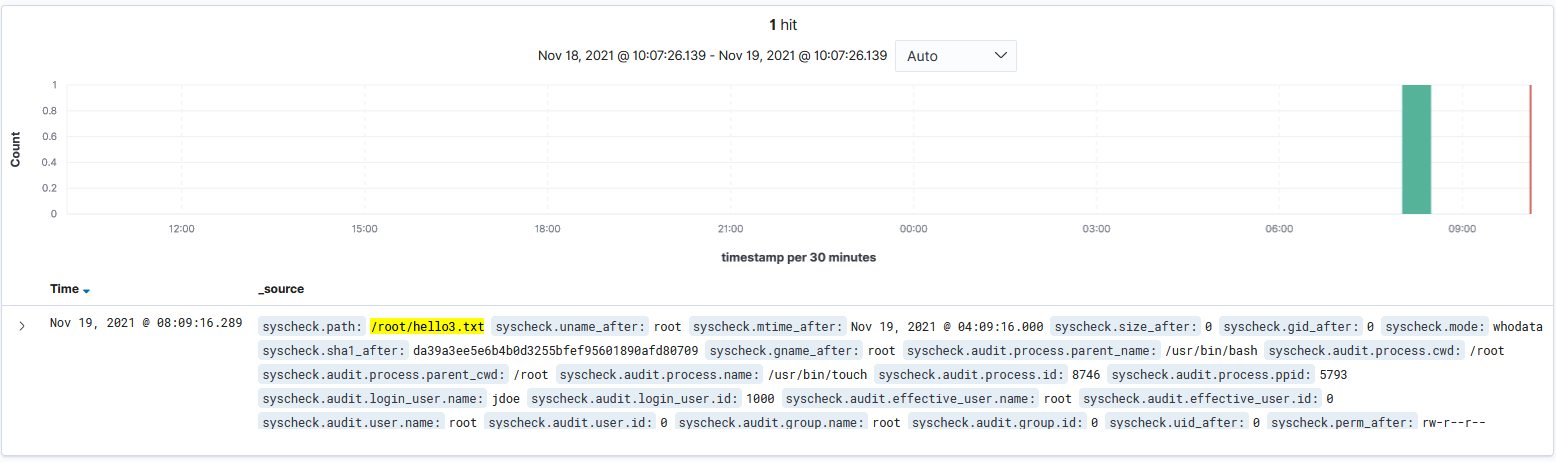 1 hit
Nov 18, 2021 @ 10:07:26.139 - Nov 19, 2021 @ 10:07:26.139 Auto
Count
1
0.8
0.6
0.4
0.2
0
12:00 15:00 18:00 21:00 00:00 03:00 06:00 09:00
timestamp per 30 minutes
Time _source
Nov 19, 2021 @ 08:09:16.289 syscheck.path: /root/hello3.txt syscheck.uname_after: root syscheck.mtime_after: Nov 19, 2021 @ 04:09:16.000 syscheck.size_after: 0 syscheck.gid_after: 0 syscheck.mode: whodata
syscheck.sha1_after: da39a3ee5e6b4b0d3255bfef95601890afd80709 syscheck.gname_after: root syscheck.audit.process.parent_name: /usr/bin/bash syscheck.audit.process.cwd: /root
syscheck.audit.process.parent_cwd: /root syscheck.audit.process.name: /usr/bin/touch syscheck.audit.process.id: 8746 syscheck.audit.process.ppid: 5793
syscheck.audit.login_user.name: jdoe syscheck.audit.login_user.id: 1000 syscheck.audit.effective_user.name: root syscheck.audit.effective_user.id: 0
syscheck.audit.user.name: root syscheck.audit.user.id: 0 syscheck.audit.group.name: root syscheck.audit.group.id: 0 syscheck.uid_after: 0 syscheck.perm_after: rw-r--r--